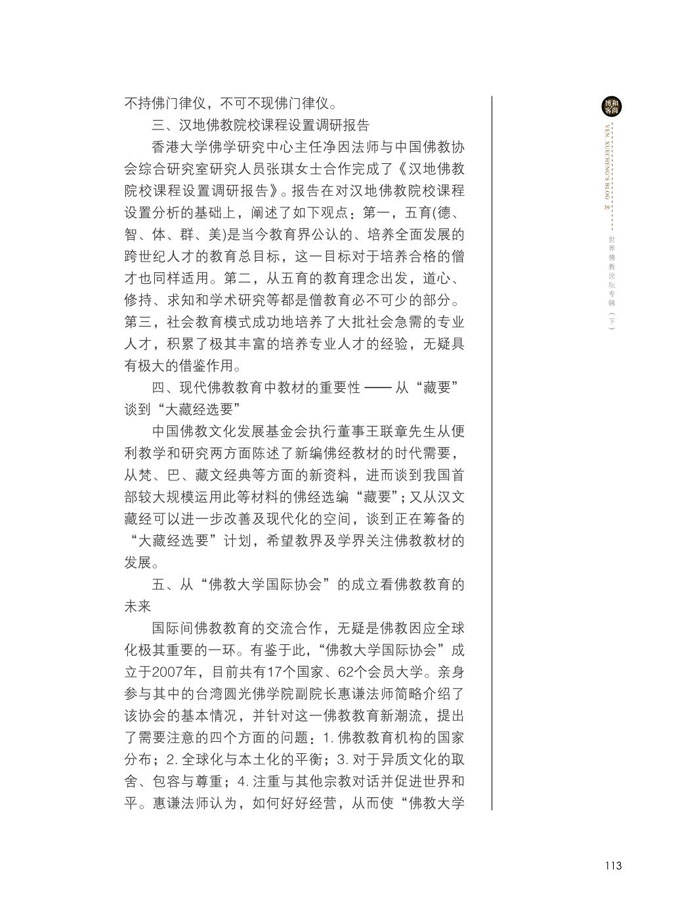 不持佛门律仪，不可不现佛门律仪。
三、汉地佛教院校课程设置调研报告
香港大学佛学研究中心主任净因法师与中国佛教协
会综合研究室研究人员张琪女士合作完成了《汉地佛教
院校课程设置调研报告》。报告在对汉地佛教院校课程
设置分析的基础上，阐述了如下观点：第一，五育(德、
智、体、群、美)是当今教育界公认的、培养全面发展的
跨世纪人才的教育总目标，这一目标对于培养合格的僧
才也同样适用。第二，从五育的教育理念出发，道心、
修持、求知和学术研究等都是僧教育必不可少的部分。
第三，社会教育模式成功地培养了大批社会急需的专业
人才，积累了极其丰富的培养专业人才的经验，无疑具
有极大的借鉴作用。
四、现代佛教教育中教材的重要性 —— 从“藏要”
谈到“大藏经选要”
中国佛教文化发展基金会执行董事王联章先生从便
利教学和研究两方面陈述了新编佛经教材的时代需要，
从梵、巴、藏文经典等方面的新资料，进而谈到我国首
部较大规模运用此等材料的佛经选编“藏要”；又从汉文
藏经可以进一步改善及现代化的空间，谈到正在筹备的
“大藏经选要”计划，希望教界及学界关注佛教教材的
发展。
五、从“佛教大学国际协会”的成立看佛教教育的
未来
国际间佛教教育的交流合作，无疑是佛教因应全球
化极其重要的一环。有鉴于此，“佛教大学国际协会”成
立于2007年，目前共有17个国家、62个会员大学。亲身
参与其中的台湾圆光佛学院副院长惠谦法师简略介绍了
该协会的基本情况，并针对这一佛教教育新潮流，提出
了需要注意的四个方面的问题：1. 佛教教育机构的国家
分布；2. 全球化与本土化的平衡；3. 对于异质文化的取
舍、包容与尊重；4. 注重与其他宗教对话并促进世界和
平。惠谦法师认为，如何好好经营，从而使“佛教大学
和尚
博客
VEN XUECHENG'S BLOG
世界佛教论坛专辑（下）
113